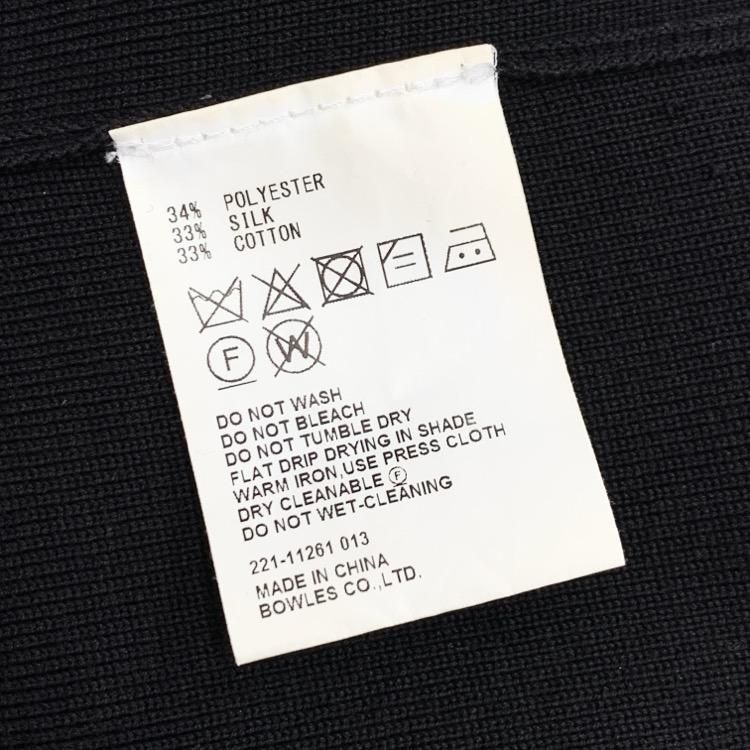 34% POLYESTER
33% SILK
33% COTTON
F W
DO NOT WASH
DO NOT BLEACH
DO NOT TUMBLE DRY
FLAT DRIP DRYING IN SHADE
WARM IRON,USE PRESS CLOTH
DRY CLEANABLE Ⓕ
DO NOT WET-CLEANING
221-11261 013
MADE IN CHINA
BOWLES CO.,LTD.